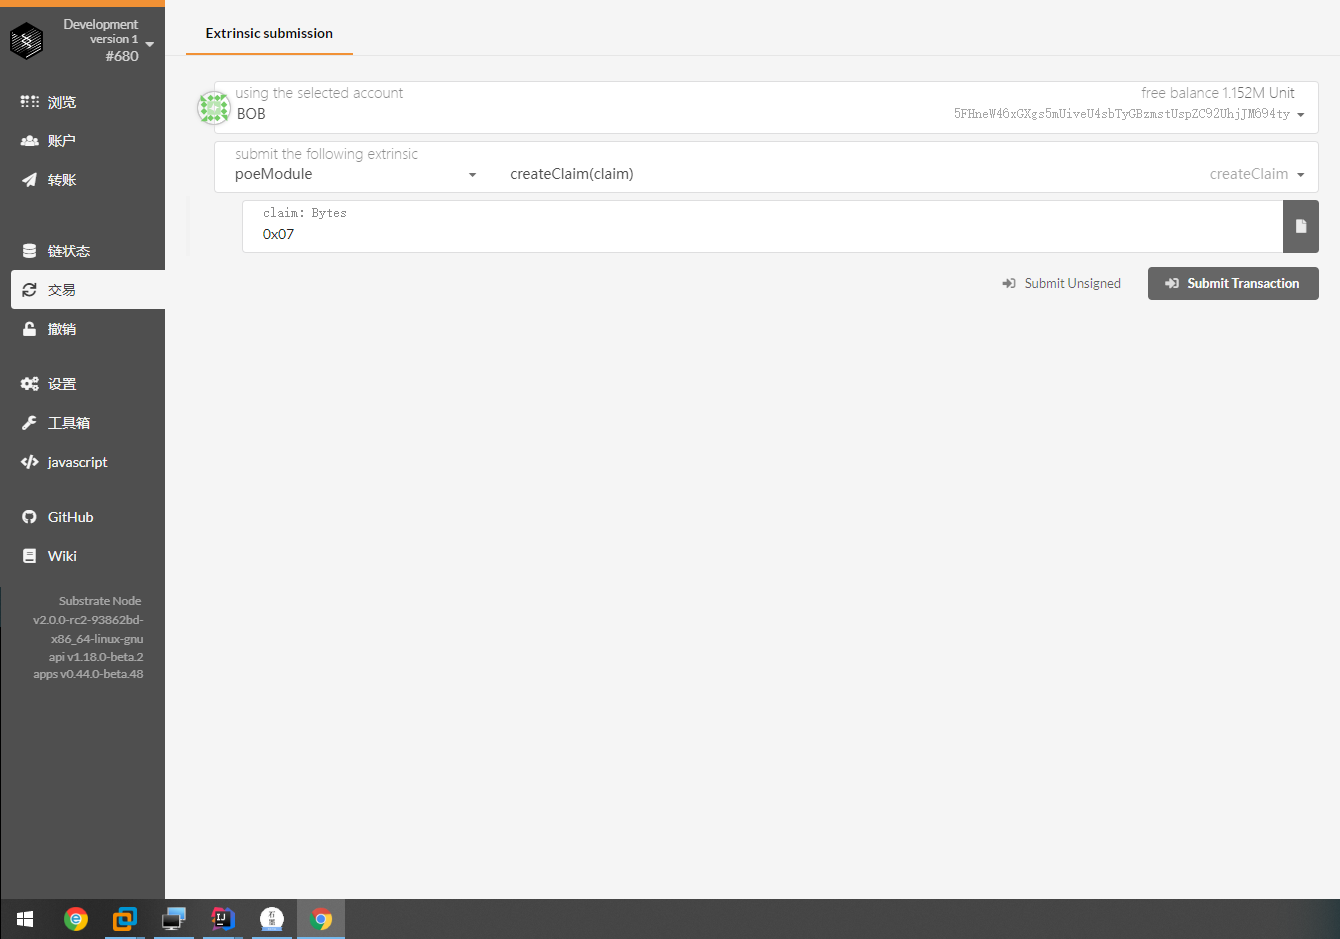 Development
version 1
#680
浏览
账户
转账
链状态
交易
撤销
设置
工具箱
javascript
GitHub
Wiki
Substrate Node
v2.0.0-rc2-93862bd-
x86_64-linux-gnu
api v1.18.0-beta.2
apps v0.44.0-beta.48
Extrinsic submission
using the selected account
free balance 1.152M Unit
BOB
5FHneW46xGXgs5mUiveU4sbTyGBzmstUspZC92UhjJM694ty
submit the following extrinsic
poeModule
createClaim(claim)
createClaim
claim: Bytes
0x07
Submit Unsigned
Submit Transaction
IJ
石墨